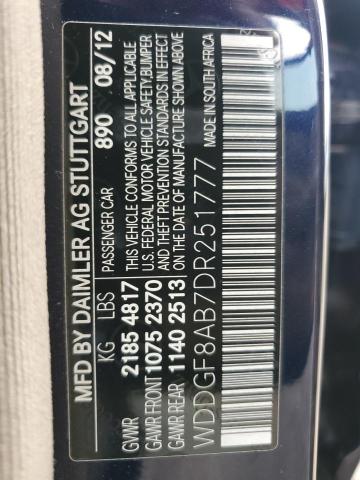 MFD BY DAIMLER AG STUTTGART
PASSENGER CAR 890 08/12
KG LBS
GVWR 2185 4817
GAWR FRONT 1075 2370
GAWR REAR 1140 2513
THIS VEHICLE CONFORMS TO ALL APPLICABLE
U.S. FEDERAL MOTOR VEHICLE SAFETY,BUMPER
AND THEFT PREVENTION STANDARDS IN EFFECT
ON THE DATE OF MANUFACTURE SHOWN ABOVE.
WDDGF8AB7DR251777 MADE IN SOUTH AFRICA